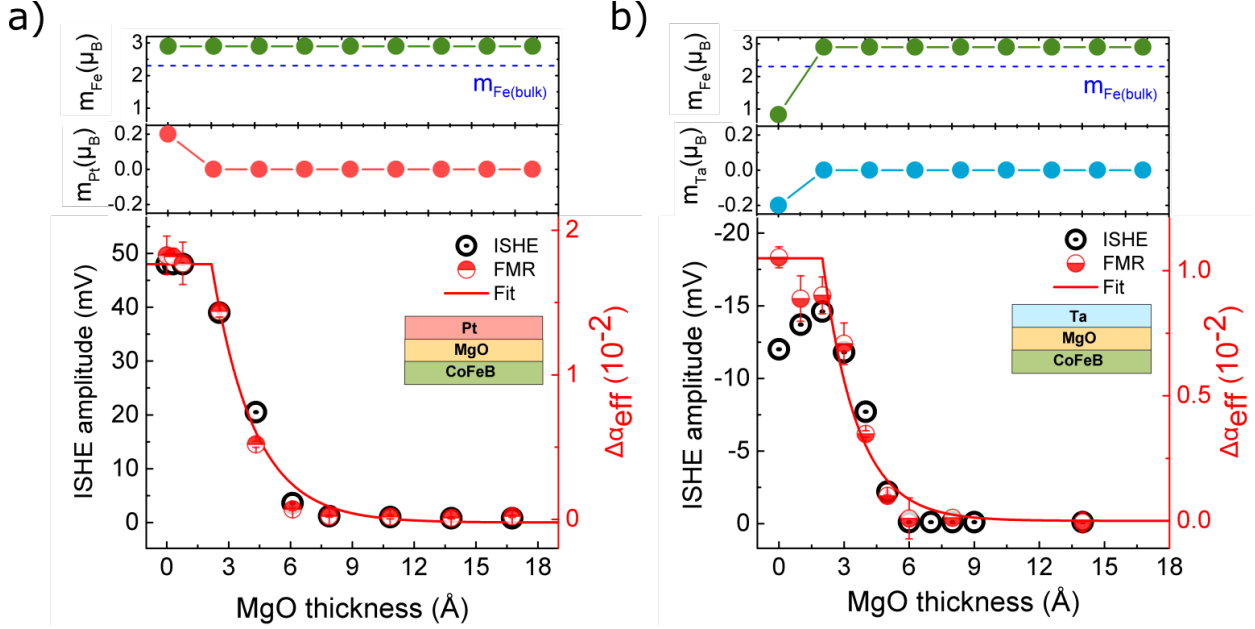 a)
m_Fe(μ_B)
3
2
1
m_Fe(bulk)
m_Pt(μ_B)
0.2
0.0
-0.2
ISHE amplitude (mV)
50
40
30
20
10
0
ISHE
FMR
Fit
Pt
MgO
CoFeB
2
1
0
Δα_eff (10^-2)
0 3 6 9 12 15 18
MgO thickness (Å)
b)
m_Fe(μ_B)
3
2
1
m_Fe(bulk)
m_Ta(μ_B)
0.2
0.0
-0.2
ISHE amplitude (mV)
-20
-15
-10
-5
0
ISHE
FMR
Fit
Ta
MgO
CoFeB
1.0
0.5
0.0
Δα_eff (10^-2)
0 3 6 9 12 15 18
MgO thickness (Å)